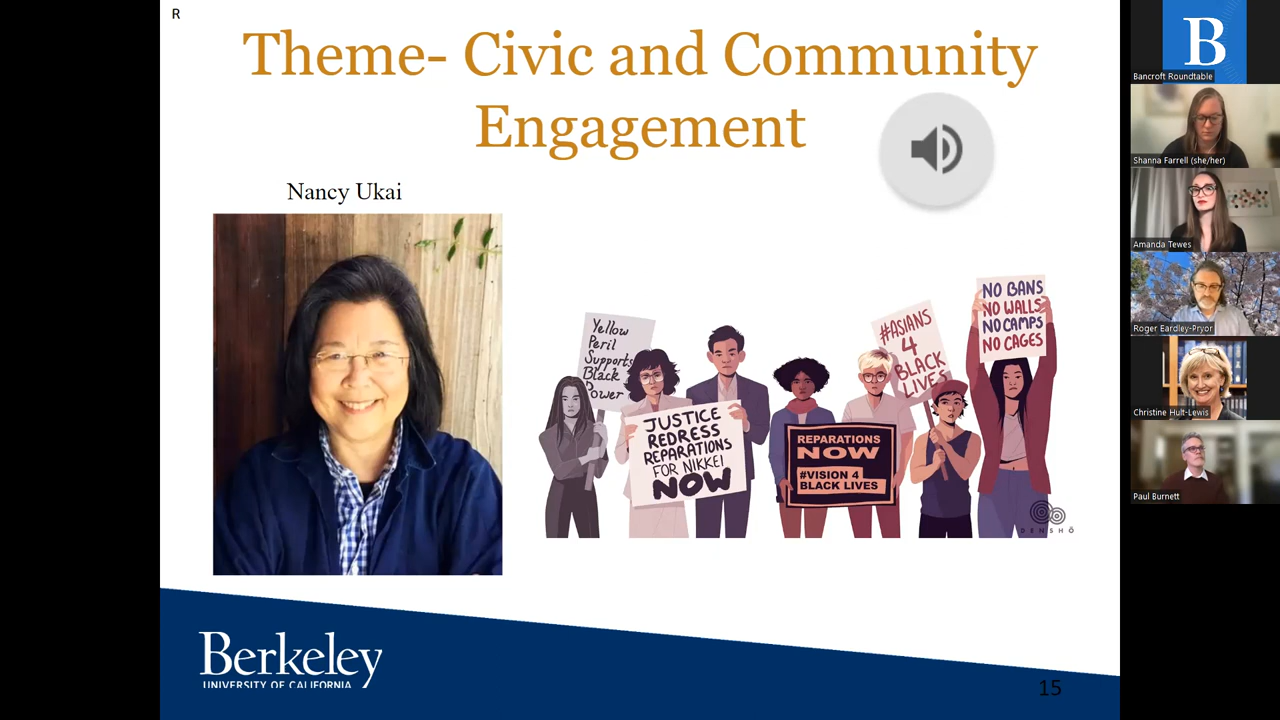 R
Theme- Civic and Community
Engagement
Nancy Ukai
Yellow
Peril
Supports
Black
Power
JUSTICE
REDRESS
REPARATIONS
FOR NIKKEI
NOW
REPARATIONS
NOW
#VISION 4
BLACK LIVES
#ASIANS
4
BLACK
LIVES
NO BANS
NO WALLS
NO CAMPS
NO CAGES
DENSHŌ
Berkeley
UNIVERSITY OF CALIFORNIA
15
B
Bancroft Roundtable
Shanna Farrell (she/her)
Amanda Tewes
Roger Eardley-Pryor
Christine Hult-Lewis
Paul Burnett